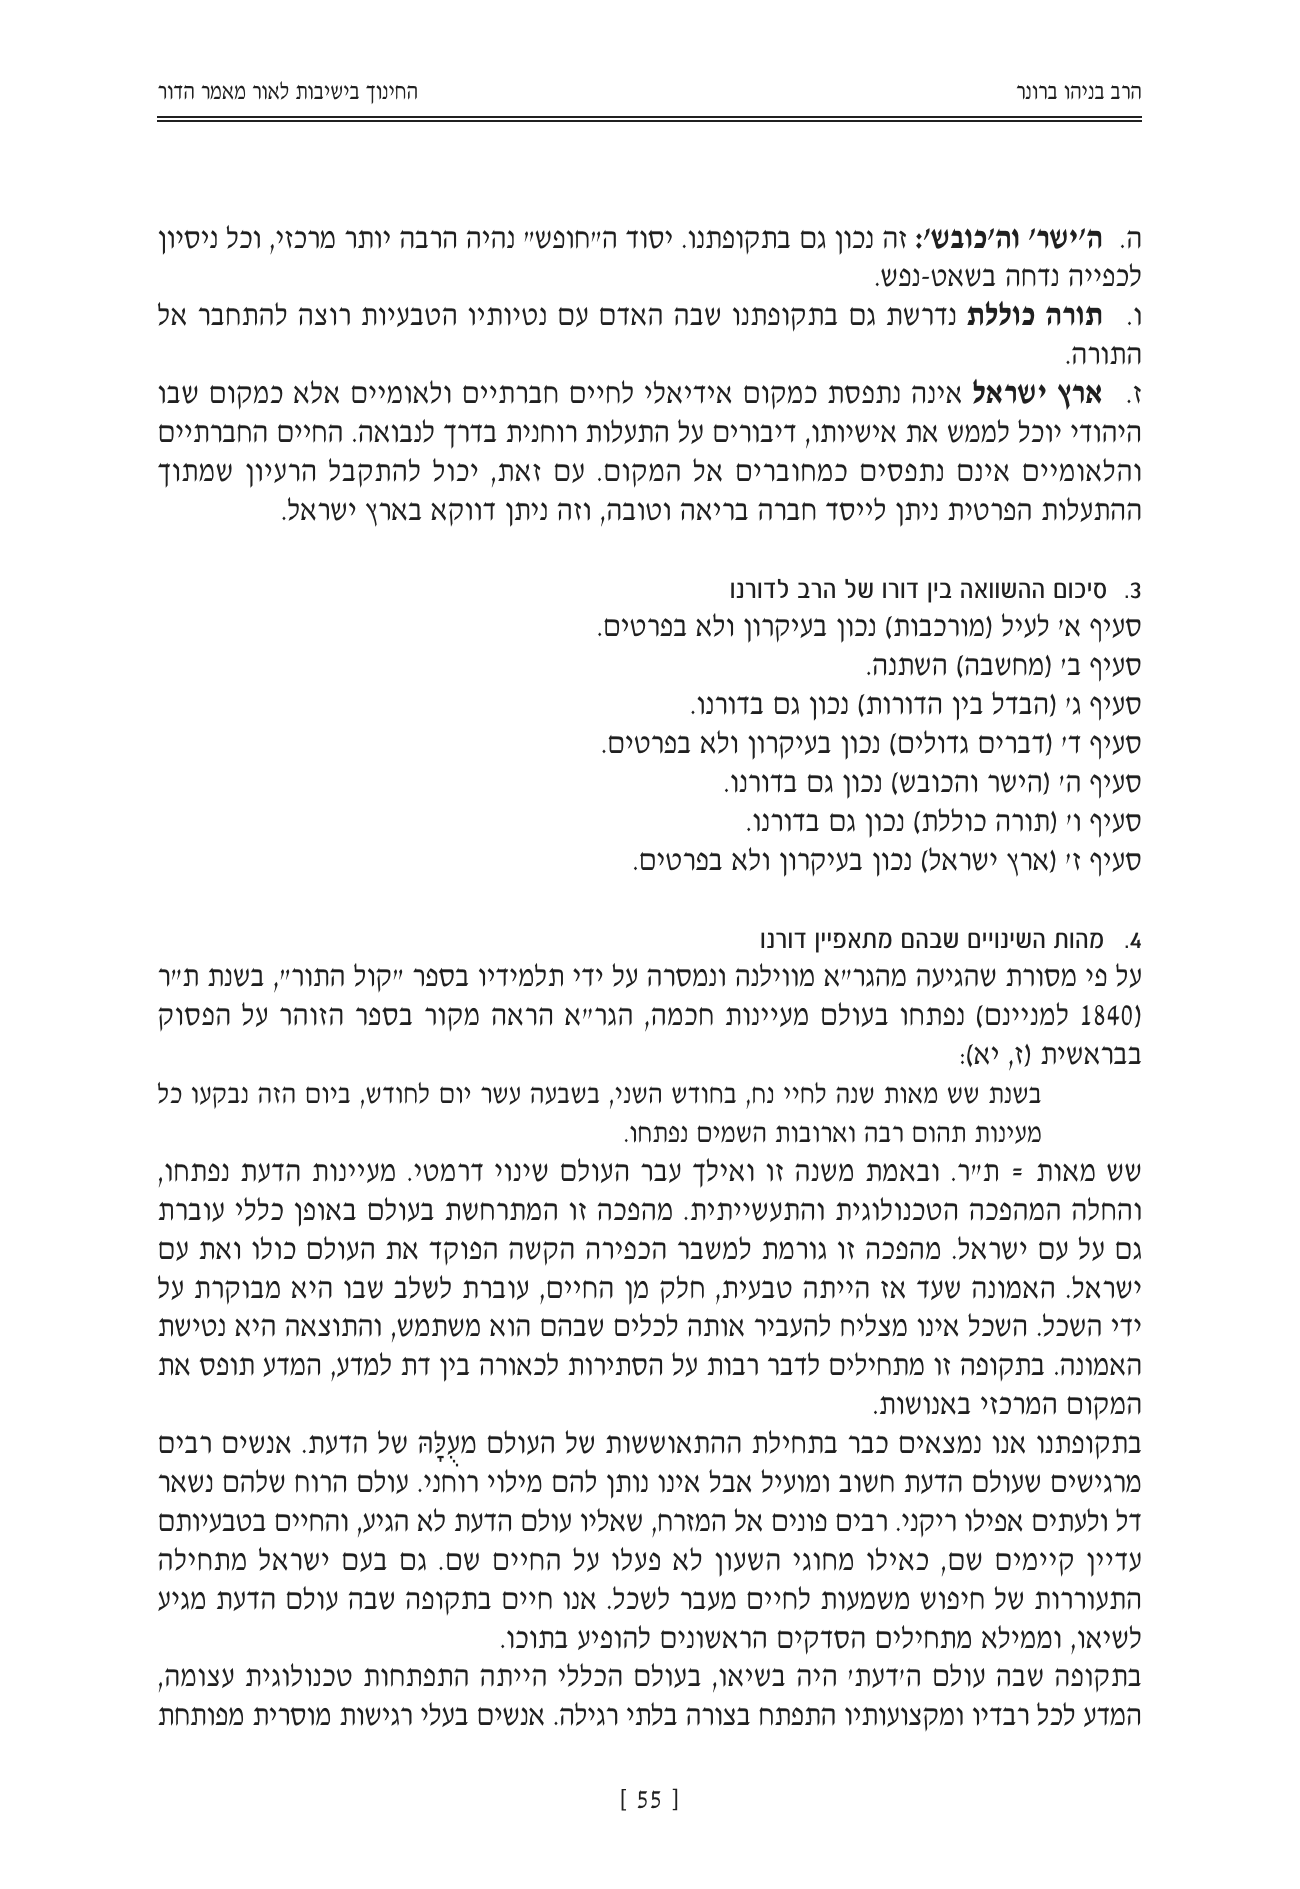 הרב בניהו ברונר
החינוך בישיבות לאור מאמר הדור
ה. ה'ישר' וה'כובש': זה נכון גם בתקופתנו. יסוד ה"חופש" נהיה הרבה יותר מרכזי, וכל ניסיון
לכפייה נדחה בשאט-נפש.
ו. תורה כוללת נדרשת גם בתקופתנו שבה האדם עם נטיותיו הטבעיות רוצה להתחבר אל
התורה.
ז. ארץ ישראל אינה נתפסת כמקום אידיאלי לחיים חברתיים ולאומיים אלא כמקום שבו
היהודי יוכל לממש את אישיותו, דיבורים על התעלות רוחנית בדרך לנבואה. החיים החברתיים
והלאומיים אינם נתפסים כמחוברים אל המקום. עם זאת, יכול להתקבל הרעיון שמתוך
ההתעלות הפרטית ניתן לייסד חברה בריאה וטובה, וזה ניתן דווקא בארץ ישראל.
3. סיכום ההשוואה בין דורו של הרב לדורנו
סעיף א' לעיל (מורכבות) נכון בעיקרון ולא בפרטים.
סעיף ב' (מחשבה) השתנה.
סעיף ג' (הבדל בין הדורות) נכון גם בדורנו.
סעיף ד' (דברים גדולים) נכון בעיקרון ולא בפרטים.
סעיף ה' (הישר והכובש) נכון גם בדורנו.
סעיף ו' (תורה כוללת) נכון גם בדורנו.
סעיף ז' (ארץ ישראל) נכון בעיקרון ולא בפרטים.
4. מהות השינויים שבהם מתאפיין דורנו
על פי מסורת שהגיעה מהגר"א מווילנה ונמסרה על ידי תלמידיו בספר "קול התור", בשנת ת"ר
(1840 למניינם) נפתחו בעולם מעיינות חכמה, הגר"א הראה מקור בספר הזוהר על הפסוק
בבראשית (ז, יא):
בשנת שש מאות שנה לחיי נח, בחודש השני, בשבעה עשר יום לחודש, ביום הזה נבקעו כל
מעינות תהום רבה וארובות השמים נפתחו.
שש מאות = ת"ר. ובאמת משנה זו ואילך עבר העולם שינוי דרמטי. מעיינות הדעת נפתחו,
והחלה המהפכה הטכנולוגית והתעשייתית. מהפכה זו המתרחשת בעולם באופן כללי עוברת
גם על עם ישראל. מהפכה זו גורמת למשבר הכפירה הקשה הפוקד את העולם כולו ואת עם
ישראל. האמונה שעד אז הייתה טבעית, חלק מן החיים, עוברת לשלב שבו היא מבוקרת על
ידי השכל. השכל אינו מצליח להעביר אותה לכלים שבהם הוא משתמש, והתוצאה היא נטישת
האמונה. בתקופה זו מתחילים לדבר רבות על הסתירות לכאורה בין דת למדע, המדע תופס את
המקום המרכזי באנושות.
בתקופתנו אנו נמצאים כבר בתחילת ההתאוששות של העולם מעֻלָּהּ של הדעת. אנשים רבים
מרגישים שעולם הדעת חשוב ומועיל אבל אינו נותן להם מילוי רוחני. עולם הרוח שלהם נשאר
דל ולעתים אפילו ריקני. רבים פונים אל המזרח, שאליו עולם הדעת לא הגיע, והחיים בטבעיותם
עדיין קיימים שם, כאילו מחוגי השעון לא פעלו על החיים שם. גם בעם ישראל מתחילה
התעוררות של חיפוש משמעות לחיים מעבר לשכל. אנו חיים בתקופה שבה עולם הדעת מגיע
לשיאו, וממילא מתחילים הסדקים הראשונים להופיע בתוכו.
בתקופה שבה עולם ה'דעת' היה בשיאו, בעולם הכללי הייתה התפתחות טכנולוגית עצומה,
המדע לכל רבדיו ומקצועותיו התפתח בצורה בלתי רגילה. אנשים בעלי רגישות מוסרית מפותחת
[ 55 ]